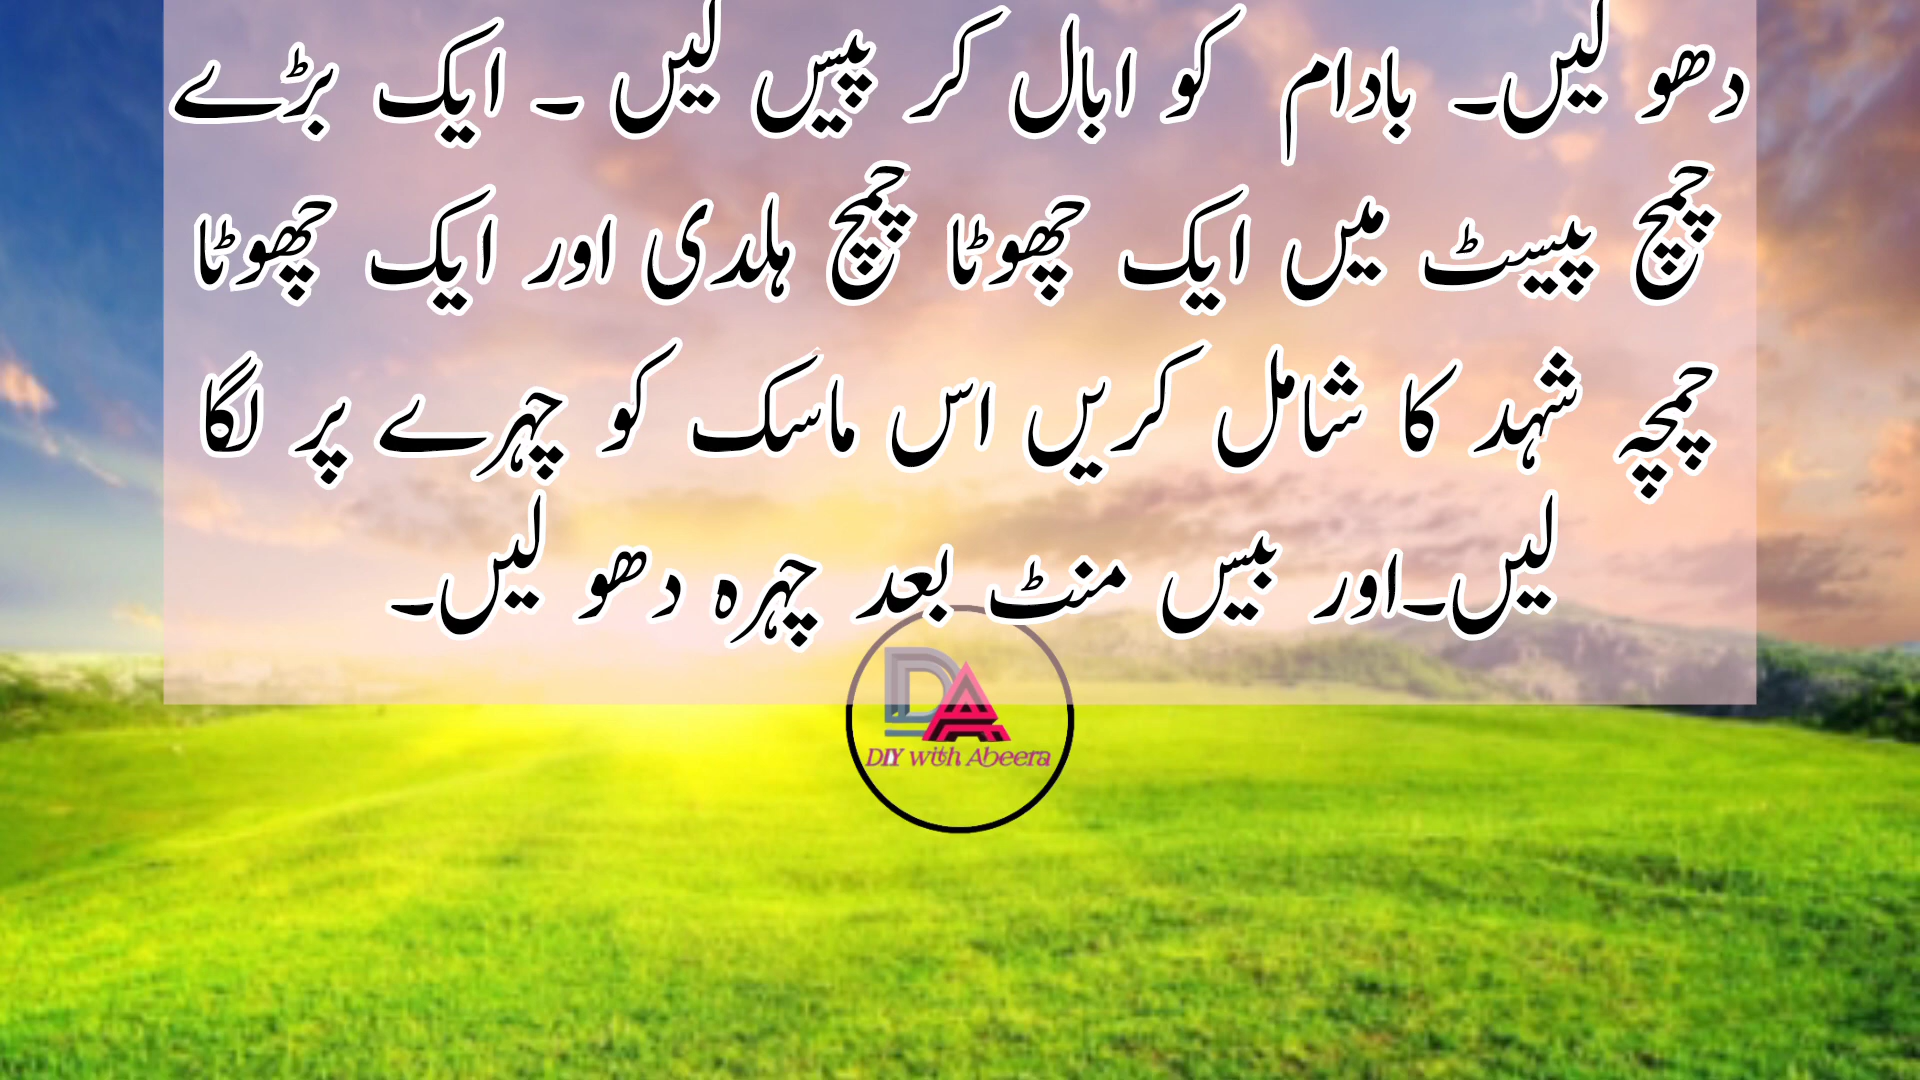 دھو لیں۔ بادام کو ابال کر پیس لیں ۔ ایک بڑے
چمچ پیسٹ میں ایک چھوٹا چمچ ہلدی اور ایک چھوٹا
چمچہ شہد کا شامل کریں اس ماسک کو چہرے پر لگا
لیں۔اور بیس منٹ بعد چہرہ دھو لیں۔
DA
DIY with Abeera